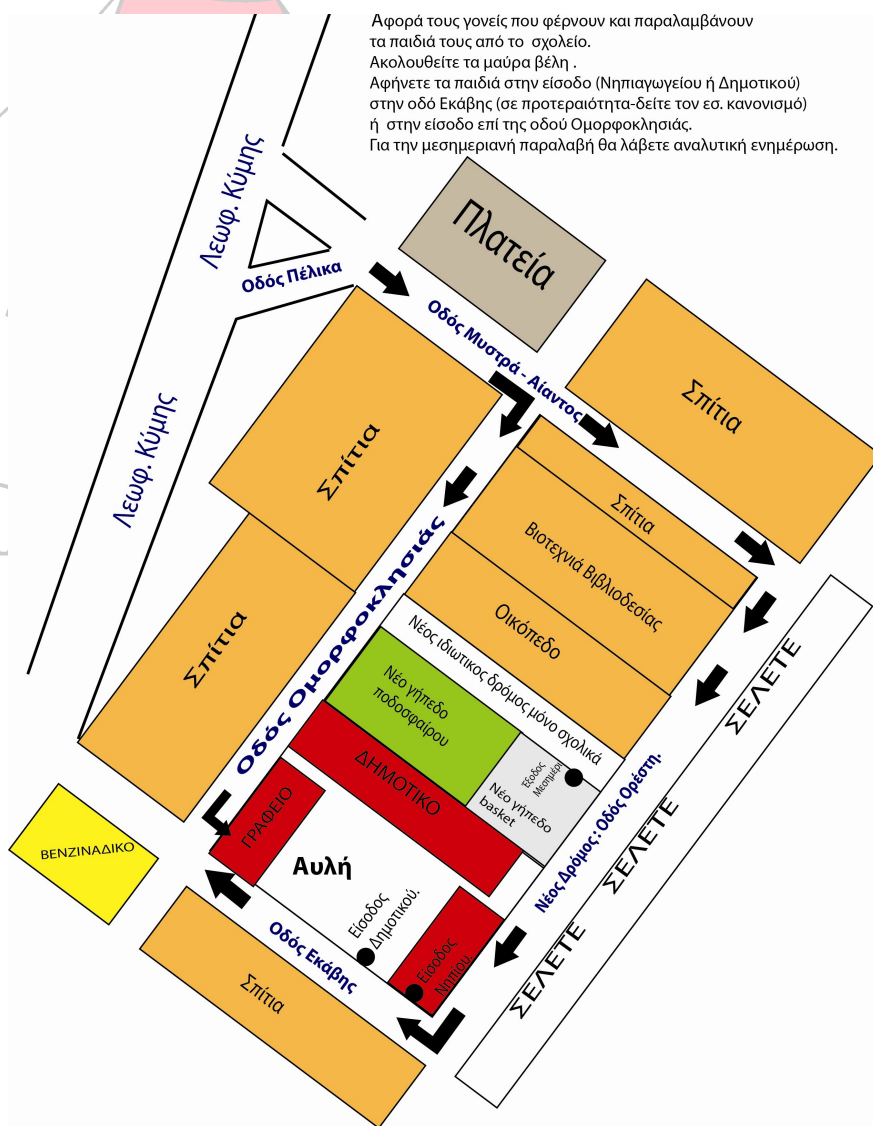 Αφορά τους γονείς που φέρνουν και παραλαμβάνουν
τα παιδιά τους από το σχολείο.
Ακολουθείτε τα μαύρα βέλη .
Αφήνετε τα παιδιά στην είσοδο (Νηπιαγωγείου ή Δημοτικού)
στην οδό Εκάβης (σε προτεραιότητα-δείτε τον εσ. κανονισμό)
ή στην είσοδο επί της οδού Ομορφοκλησιάς.
Για την μεσημεριανή παραλαβή θα λάβετε αναλυτική ενημέρωση.
Λεωφ. Κύμης
Πλατεία
Οδός Πέλικα
Οδός Μυστρά - Αίαντος
Σπίτια
Λεωφ. Κύμης
Σπίτια
Σπίτια
Βιοτεχνιά Βιβλιοδεσίας
Οικόπεδο
Οδός Ομορφοκλησιάς
Νέος ιδιωτικος δρόμος μόνο σχολικά
Σπίτια
Νέο γήπεδο
ποδοσφαίρου
ΣΕΛΕΤΕ
Έξοδος
Μεσημέρι
Νέο γήπεδο
basket
ΔΗΜΟΤΙΚΟ
ΓΡΑΦΕΙΟ
Νέος Δρόμος : Οδός Ορέστη.
ΣΕΛΕΤΕ
ΒΕΝΖΙΝΑΔΙΚΟ
Αυλή
Είσοδος
Δημοτικού.
Είσοδος
Νηπιου.
ΣΕΛΕΤΕ
Οδός Εκάβης
Σπίτια